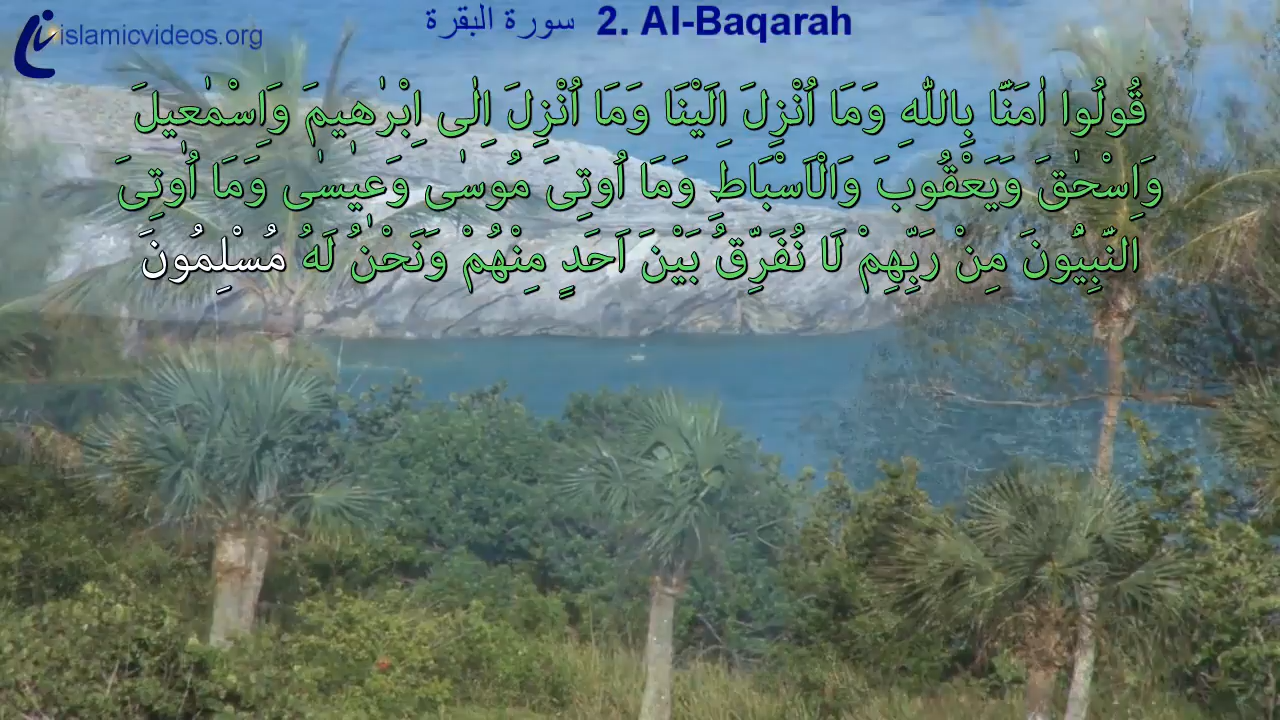 islamicvideos.org
سورة البقرة 2. Al-Baqarah
قُولُوا اٰمَنَّا بِاللّٰهِ وَمَا اُنْزِلَ اِلَيْنَا وَمَا اُنْزِلَ اِلٰى اِبْرٰهٖيمَ وَاِسْمٰعٖيلَ
وَاِسْحٰقَ وَيَعْقُوبَ وَالْاَسْبَاطِ وَمَا اُوتِىَ مُوسٰى وَعٖيسٰى وَمَا اُوتِىَ
النَّبِيُّونَ مِنْ رَبِّهِمْ لَا نُفَرِّقُ بَيْنَ اَحَدٍ مِنْهُمْ وَنَحْنُ لَهُ مُسْلِمُونَ